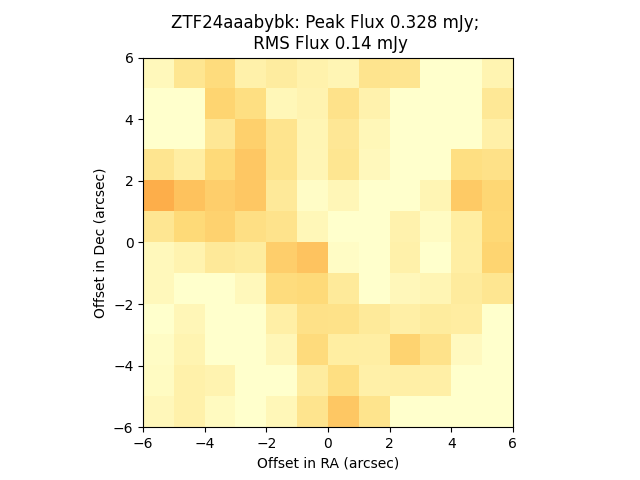 ZTF24aaabybk: Peak Flux 0.328 mJy;
RMS Flux 0.14 mJy
6
4
2
0
−2
−4
−6
Offset in Dec (arcsec)
−6 −4 −2 0 2 4 6
Offset in RA (arcsec)